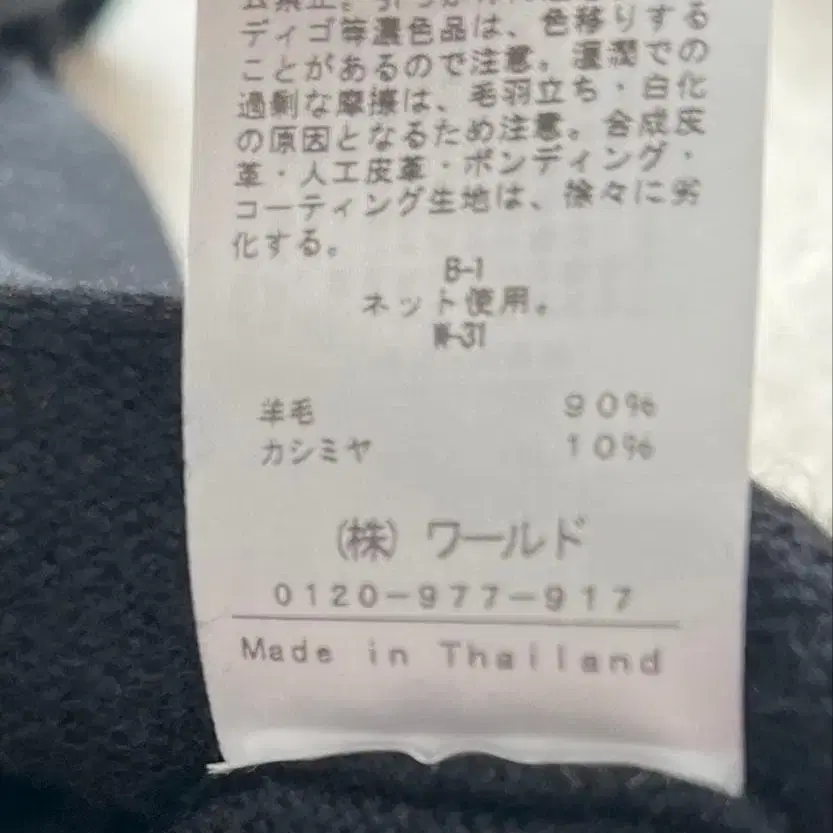 ディゴ等濃色品は、色移りする
ことがあるので注意。湿潤での
過剰な摩擦は、毛羽立ち・白化
の原因となるため注意。合成皮
革・人工皮革・ボンディング・
コーティング生地は、徐々に劣
化する。
B-1
ネット使用。
W-31
羊毛 90%
カシミヤ 10%
(株) ワールド
0120-977-917
Made in Thailand